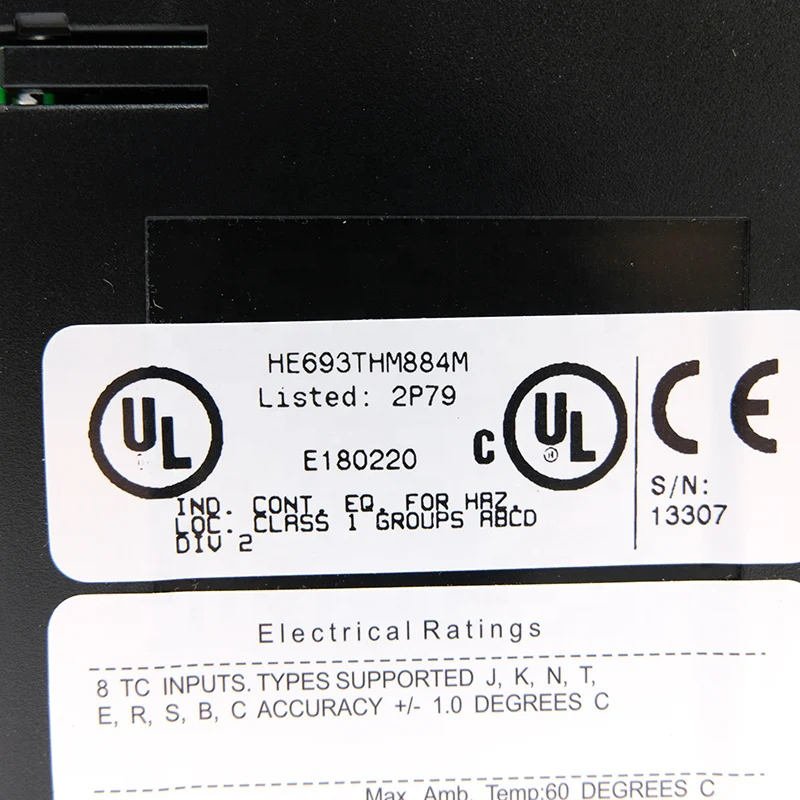 HE693THM884M
Listed: 2P79
UL
E180220
C UL
CE
IND. CONT. EQ. FOR HAZ.
LOC. CLASS 1 GROUPS ABCD
DIV 2
S/N:
13307
Electrical Ratings
8 TC INPUTS. TYPES SUPPORTED J, K, N, T,
E, R, S, B, C ACCURACY +/- 1.0 DEGREES C
Max. Amb. Temp:60 DEGREES C